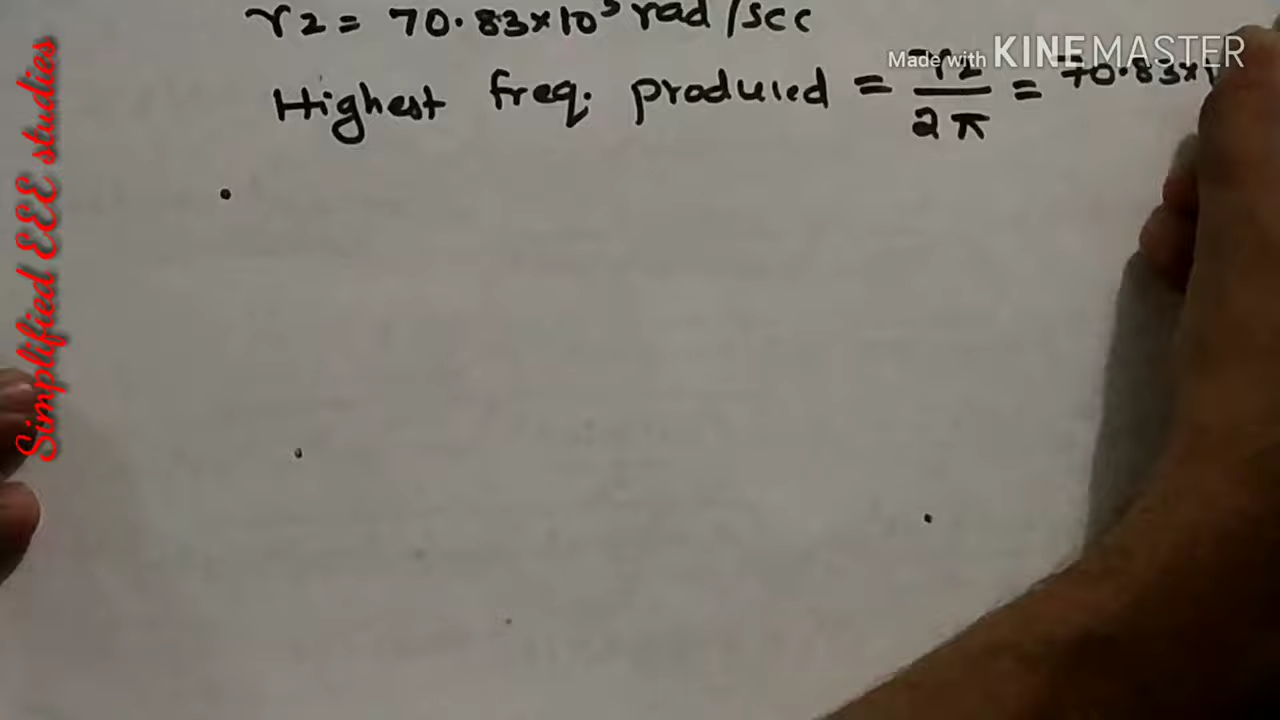 r2 = 70.83×10³ rad/sec
Highest freq. produced = r2/2π = 70.83×1
Made with KINEMASTER
Simplified EEE studies